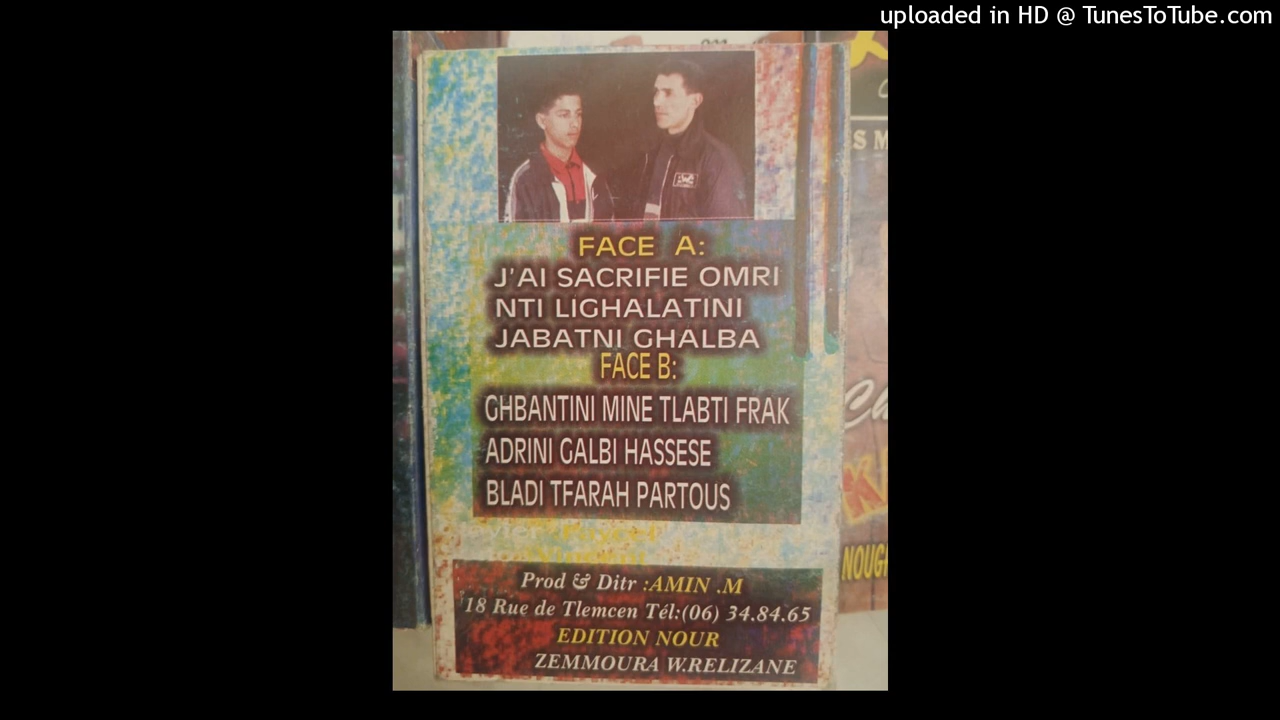 uploaded in HD @ TunesToTube.com
FACE A:
J'AI SACRIFIE OMRI
NTI LIGHALATINI
JABATNI GHALBA
FACE B:
GHBANTINI MINE TLABTI FRAK
ADRINI GALBI HASSESE
BLADI TFARAH PARTOUS
Prod & Ditr :AMIN .M
18 Rue de Tlemcen Tél:(06) 34.84.65
EDITION NOUR
ZEMMOURA W.RELIZANE